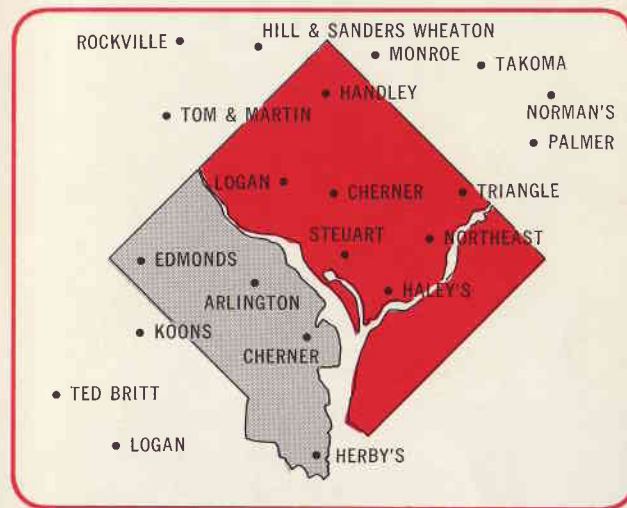 ROCKVILLE
HILL & SANDERS WHEATON
MONROE
TAKOMA
HANDLEY
NORMAN'S
TOM & MARTIN
PALMER
LOGAN
CHERNER
TRIANGLE
STEUART
NORTHEAST
EDMONDS
ARLINGTON
HALEY'S
KOONS
CHERNER
TED BRITT
LOGAN
HERBY'S